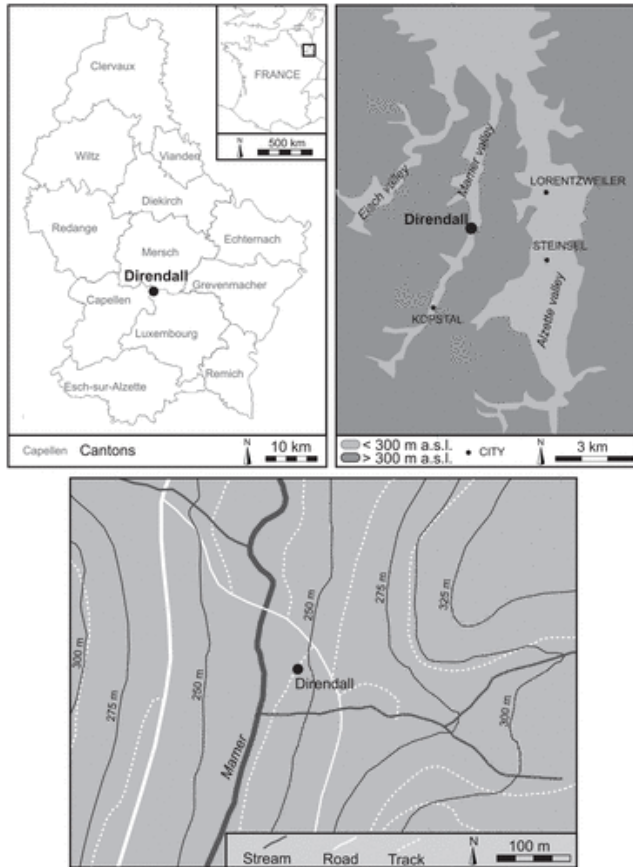 Clervaux
FRANCE
N
500 km
Wiltz
Vianden
Diekirch
Redange
Echternach
Mersch
Direndall
Grevenmacher
Capellen
Luxembourg
Remich
Esch-sur-Alzette
Capellen Cantons
N
10 km
Eisch valley
Mamer valley
LORENTZWEILER
Direndall
STEINSEL
Alzette valley
KOPSTAL
< 300 m a.s.l.
> 300 m a.s.l.
CITY
N
3 km
300 m
275 m
250 m
250 m
275 m
325 m
Direndall
300 m
Mamer
Stream Road Track
N
100 m